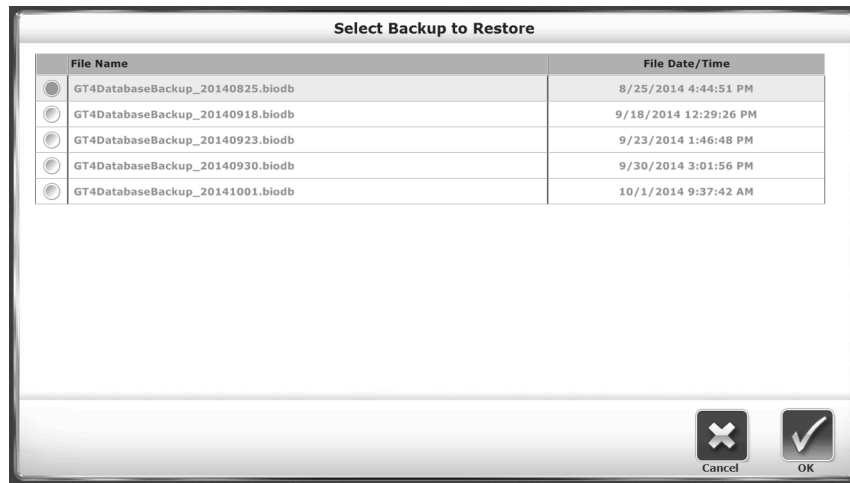 Select Backup to Restore
File Name File Date/Time
GT4DatabaseBackup_20140825.biodb 8/25/2014 4:44:51 PM
GT4DatabaseBackup_20140918.biodb 9/18/2014 12:29:26 PM
GT4DatabaseBackup_20140923.biodb 9/23/2014 1:46:48 PM
GT4DatabaseBackup_20140930.biodb 9/30/2014 3:01:56 PM
GT4DatabaseBackup_20141001.biodb 10/1/2014 9:37:42 AM
Cancel OK